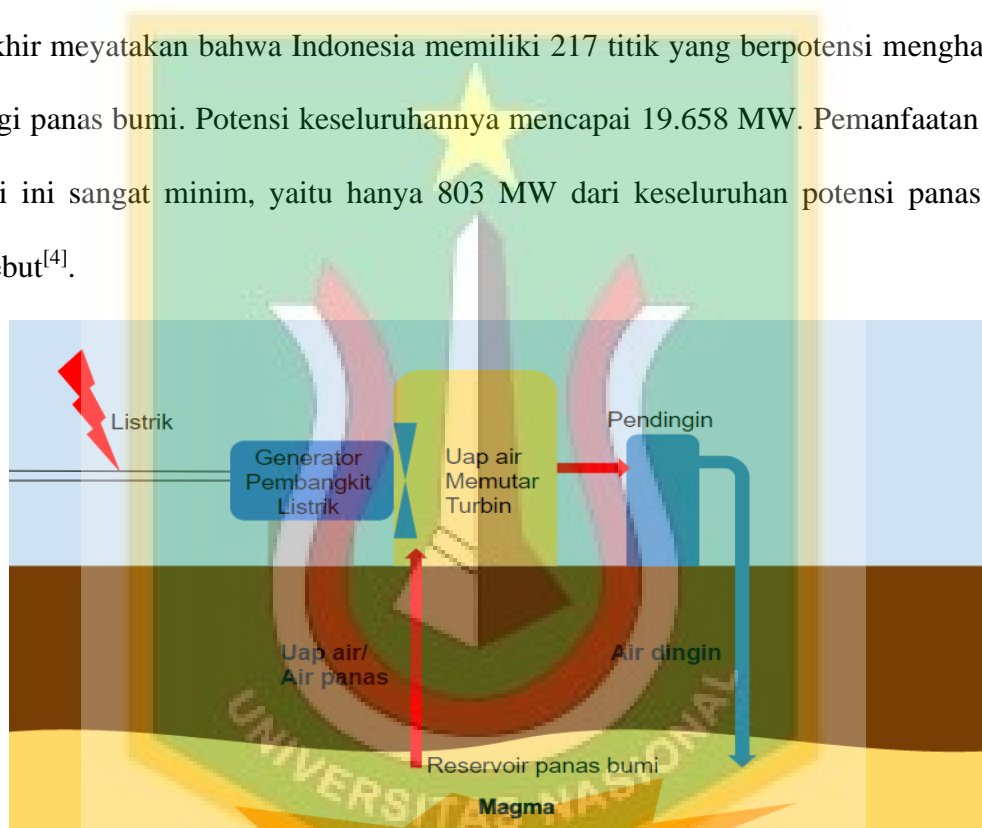 khir meyatakan bahwa Indonesia memiliki 217 titik yang berpotensi mengha
gi panas bumi. Potensi keseluruhannya mencapai 19.658 MW. Pemanfaatan
i ini sangat minim, yaitu hanya 803 MW dari keseluruhan potensi panas
ebut[4].
Listrik
Generator
Pembangkit
Listrik
Uap air
Memutar
Turbin
Pendingin
Uap air/
Air panas
Air dingin
Reservoir panas bumi
Magma
UNIVERSITAS NASIONAL